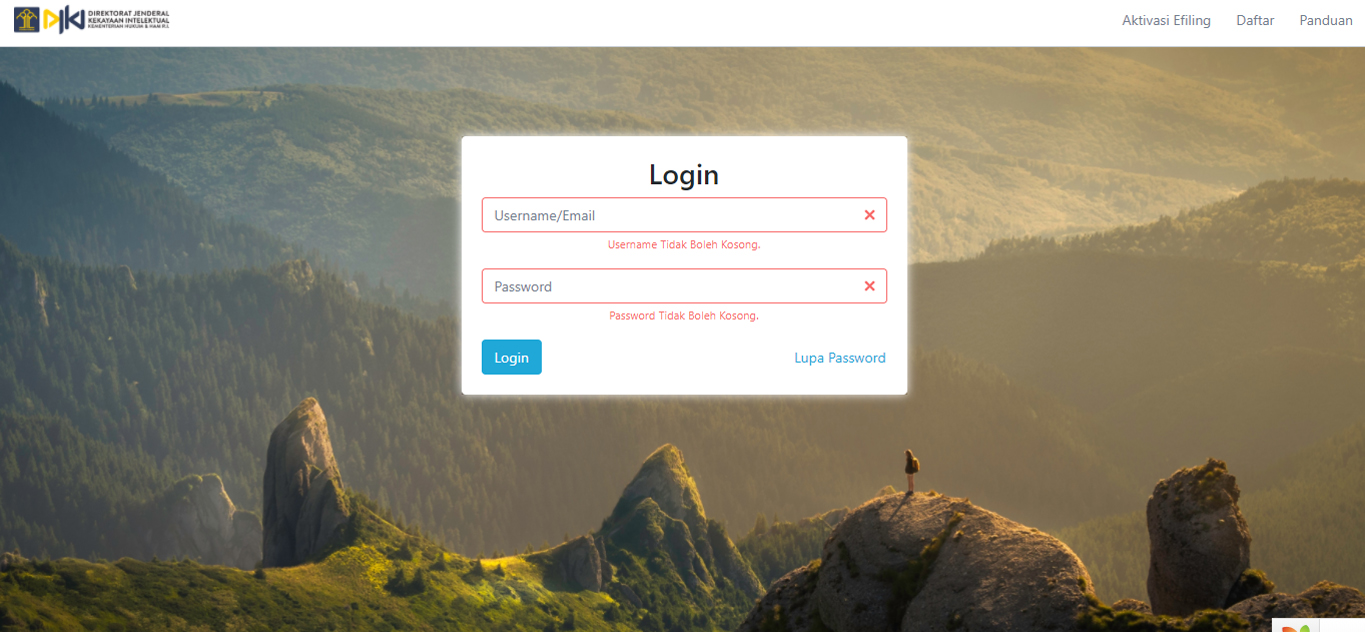 DIREKTORAT JENDERAL
KEKAYAAN INTELEKTUAL
KEMENTERIAN HUKUM & HAM R.I.
Aktivasi Efiling
Daftar
Panduan
Login
Username/Email
Username Tidak Boleh Kosong.
Password
Password Tidak Boleh Kosong.
Login
Lupa Password